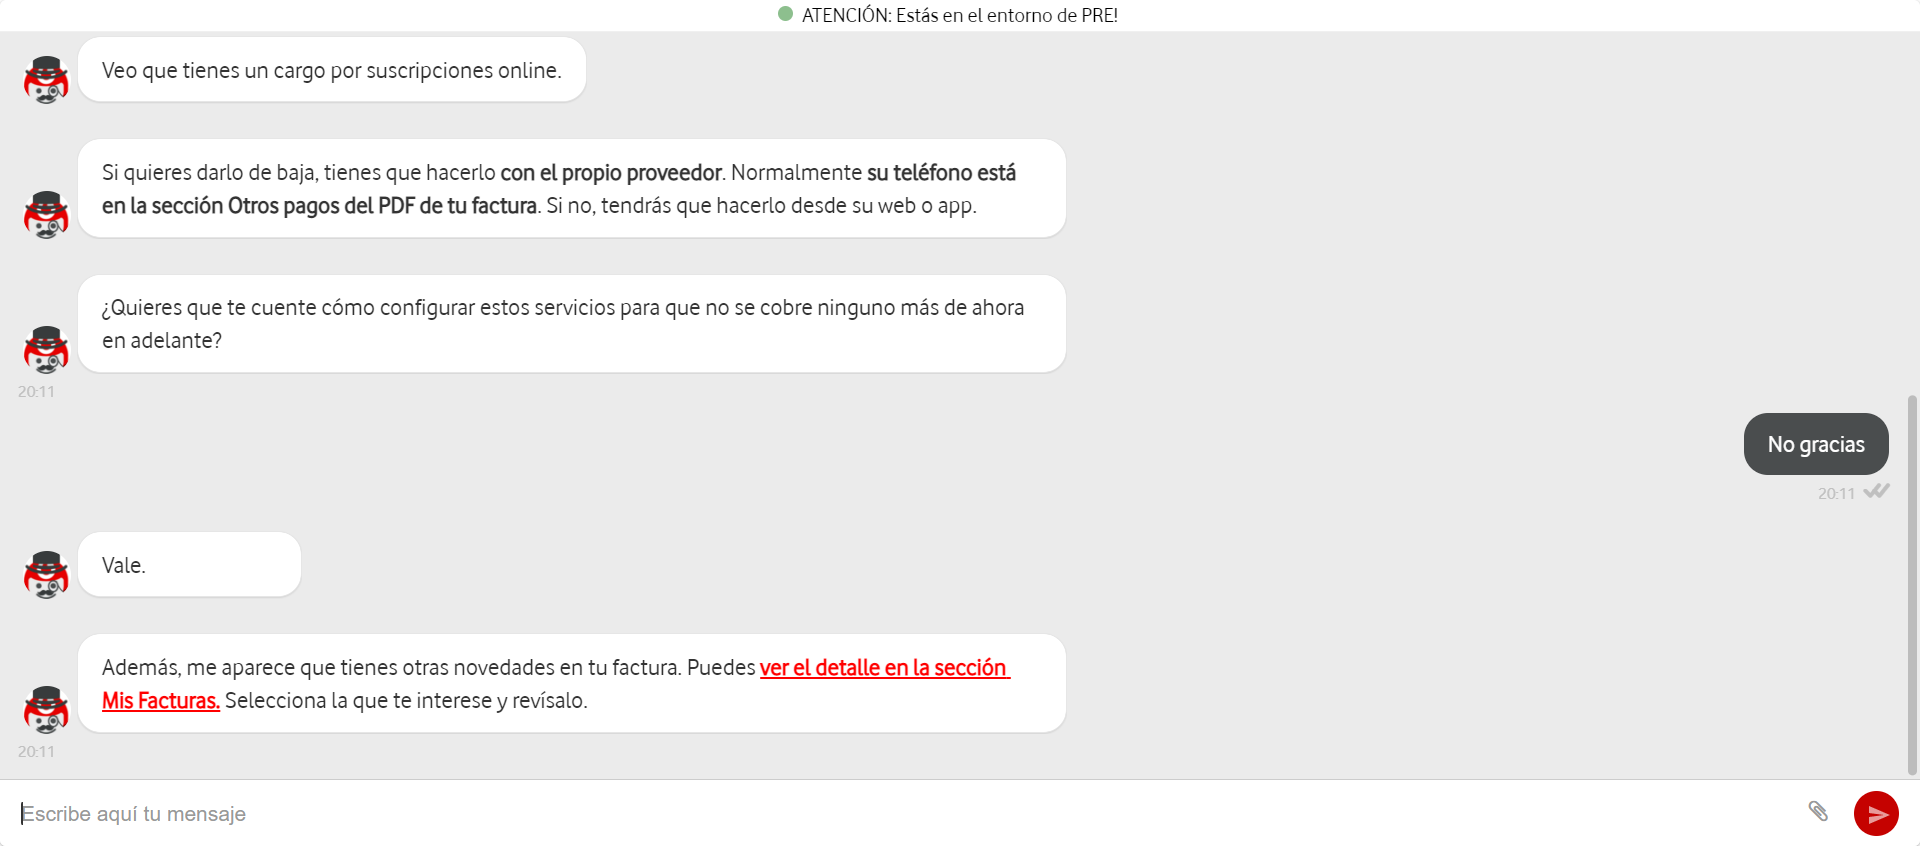 ATENCIÓN: Estás en el entorno de PRE!
Veo que tienes un cargo por suscripciones online.
Si quieres darlo de baja, tienes que hacerlo con el propio proveedor. Normalmente su teléfono está
en la sección Otros pagos del PDF de tu factura. Si no, tendrás que hacerlo desde su web o app.
¿Quieres que te cuente cómo configurar estos servicios para que no se cobre ninguno más de ahora
en adelante?
20:11
No gracias
20:11
Vale.
Además, me aparece que tienes otras novedades en tu factura. Puedes ver el detalle en la sección
Mis Facturas. Selecciona la que te interese y revísalo.
20:11
Escribe aquí tu mensaje